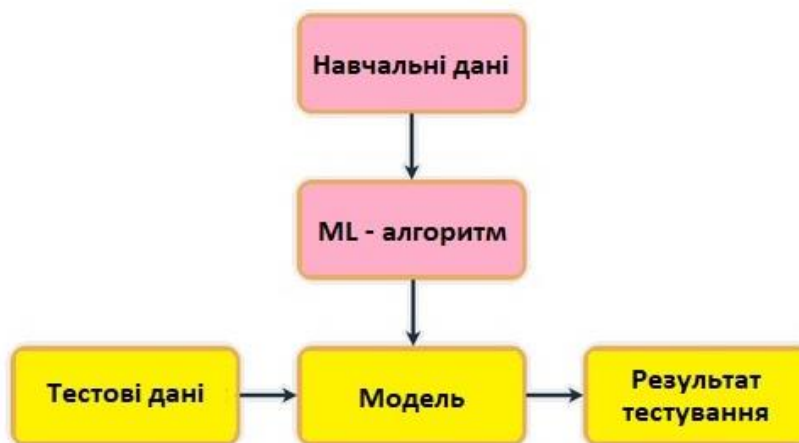 Навчальні дані
ML - алгоритм
Тестові дані
Модель
Результат
тестування